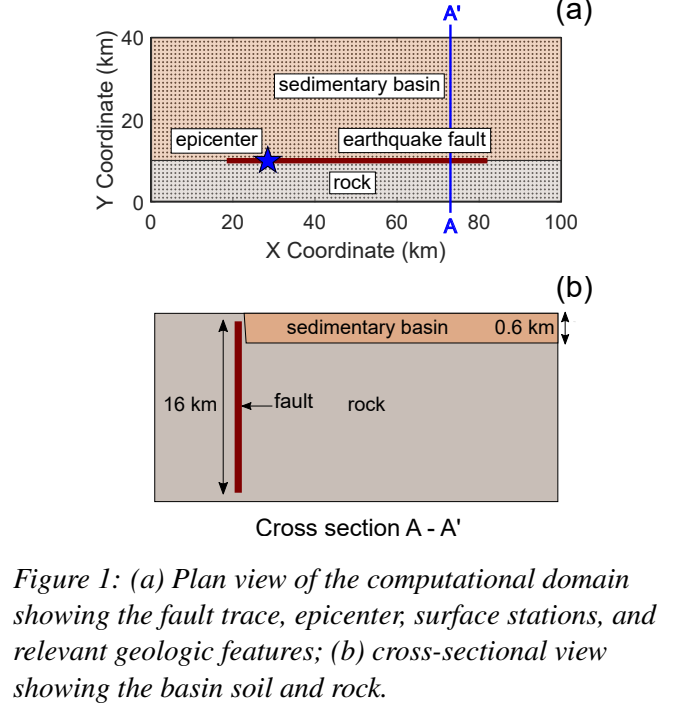 (a)
A'
40
20
0
Y Coordinate (km)
sedimentary basin
epicenter
earthquake fault
rock
0 20 40 60 80 100
A
X Coordinate (km)
(b)
sedimentary basin 0.6 km
16 km
fault
rock
Cross section A - A'
Figure 1: (a) Plan view of the computational domain
showing the fault trace, epicenter, surface stations, and
relevant geologic features; (b) cross-sectional view
showing the basin soil and rock.